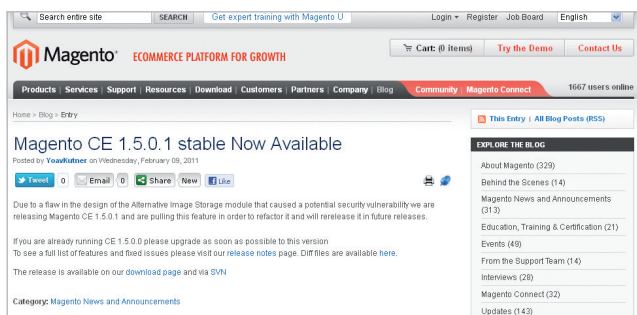 Search entire site SEARCH Get expert training with Magento U Login Register Job Board English
Magento® ECOMMERCE PLATFORM FOR GROWTH Cart: (0 items) Try the Demo Contact Us
Products | Services | Support | Resources | Download | Customers | Partners | Company | Blog Community | Magento Connect 1667 users online
Home > Blog > Entry
This Entry | All Blog Posts (RSS)
Magento CE 1.5.0.1 stable Now Available
Posted by YoavKutner on Wednesday, February 09, 2011
Tweet 0 Email 0 Share New Like
Due to a flaw in the design of the Alternative Image Storage module that caused a potential security vulnerability we are
releasing Magento CE 1.5.0.1 and are pulling this feature in order to refactor it and will rerelease it in future releases.
If you are already running CE 1.5.0.0 please upgrade as soon as possible to this version
To see a full list of features and fixed issues please visit our release notes page. Diff files are available here.
The release is available on our download page and via SVN
Category: Magento News and Announcements
EXPLORE THE BLOG
About Magento (329)
Behind the Scenes (14)
Magento News and Announcements
(313)
Education, Training & Certification (21)
Events (49)
From the Support Team (14)
Interviews (28)
Magento Connect (32)
Updates (143)